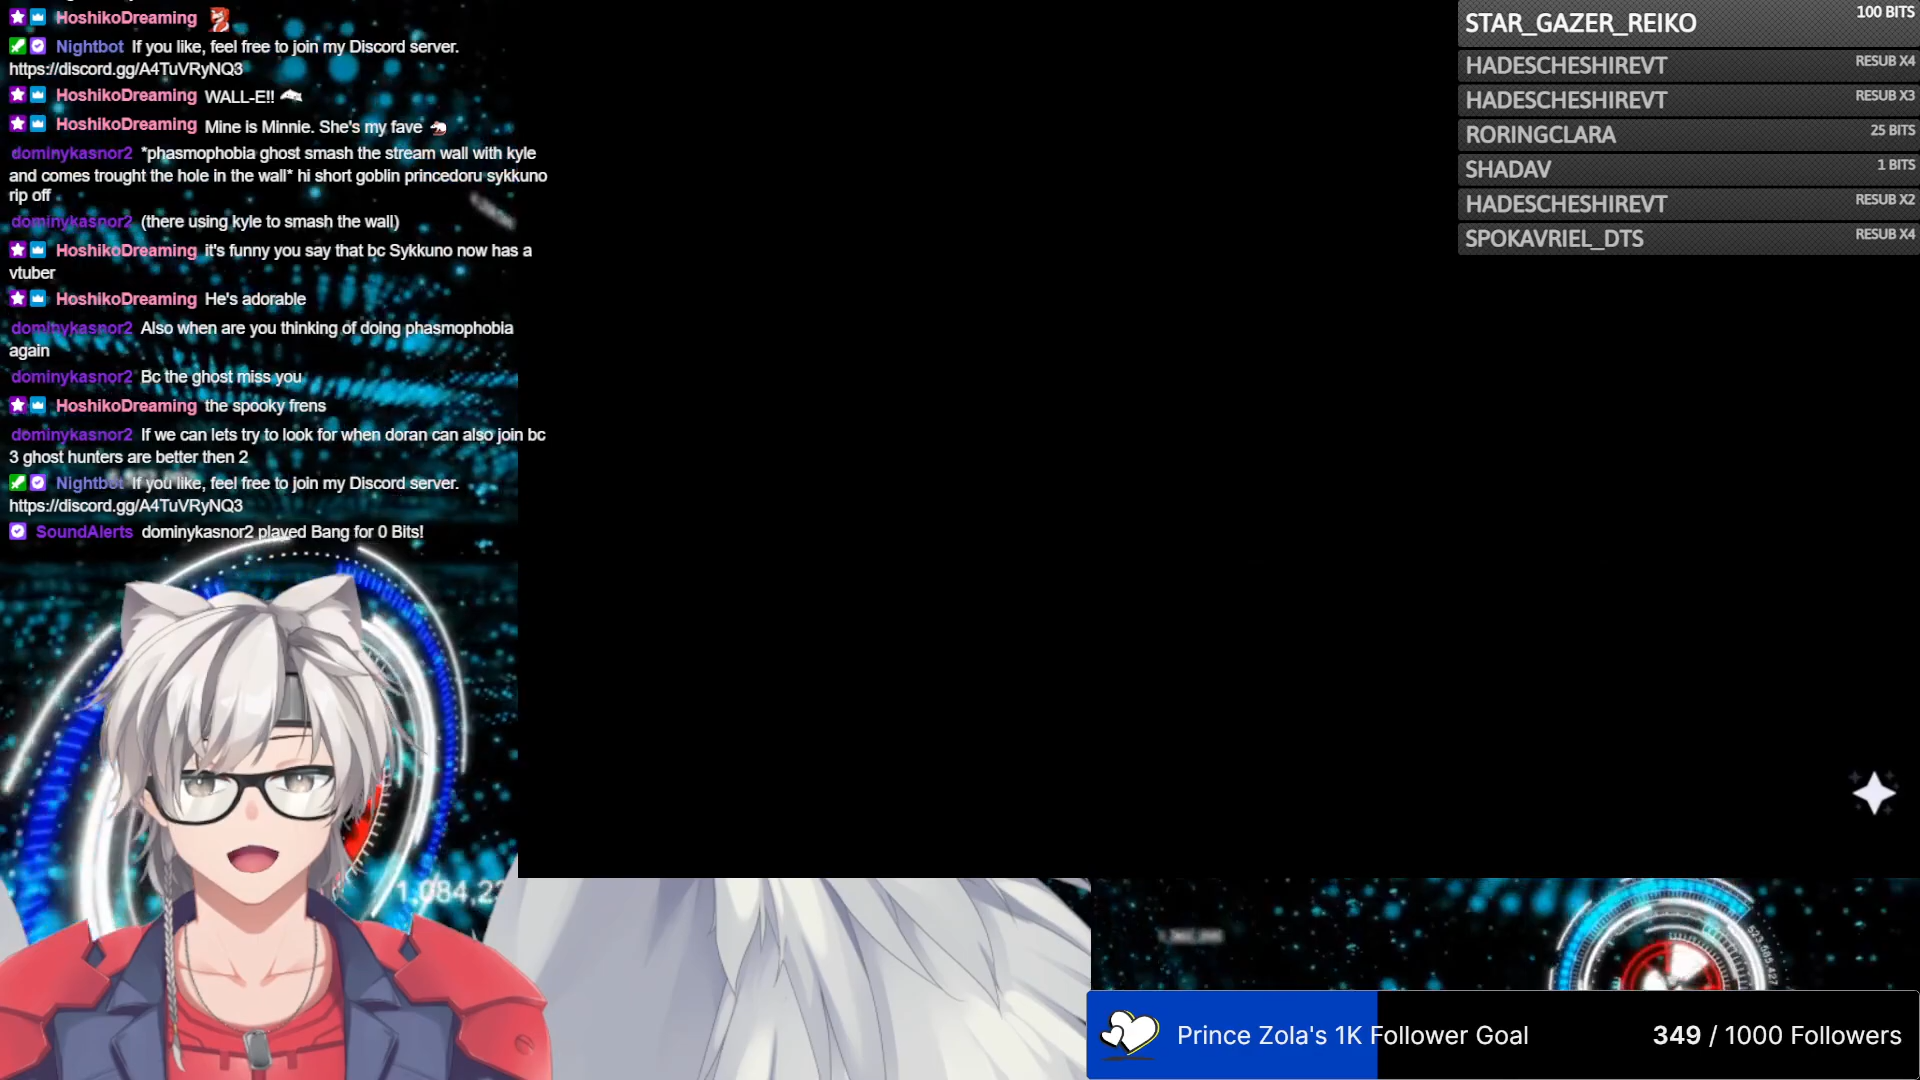 HoshikoDreaming
Nightbot If you like, feel free to join my Discord server.
https://discord.gg/A4TuVRyNQ3
HoshikoDreaming WALL-E!!
HoshikoDreaming Mine is Minnie. She's my fave
dominykasnor2 *phasmophobia ghost smash the stream wall with kyle
and comes trought the hole in the wall* hi short goblin princedoru sykkuno
rip off
dominykasnor2 (there using kyle to smash the wall)
HoshikoDreaming it's funny you say that bc Sykkuno now has a
vtuber
HoshikoDreaming He's adorable
dominykasnor2 Also when are you thinking of doing phasmophobia
again
dominykasnor2 Bc the ghost miss you
HoshikoDreaming the spooky frens
dominykasnor2 If we can lets try to look for when doran can also join bc
3 ghost hunters are better then 2
Nightbot If you like, feel free to join my Discord server.
https://discord.gg/A4TuVRyNQ3
SoundAlerts dominykasnor2 played Bang for 0 Bits!
STAR_GAZER_REIKO 100 BITS
HADESCHESHIREVT RESUB X4
HADESCHESHIREVT RESUB X3
RORINGCLARA 25 BITS
SHADAV 1 BITS
HADESCHESHIREVT RESUB X2
SPOKAVRIEL_DTS RESUB X4
1,084,23
523,685,427
Prince Zola's 1K Follower Goal 349 / 1000 Followers